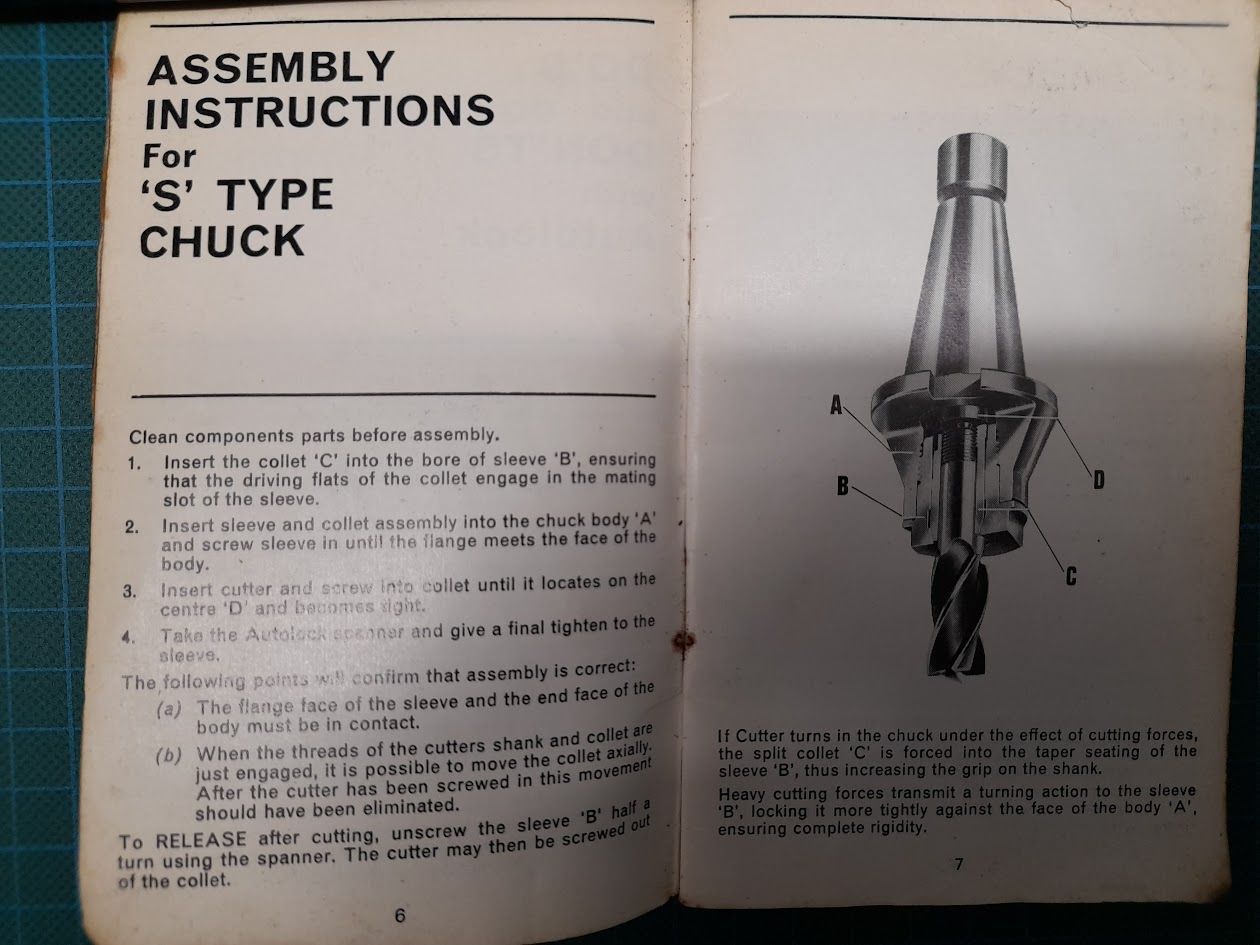 ASSEMBLY
INSTRUCTIONS
For
‘S’ TYPE
CHUCK
Clean components parts before assembly.
1. Insert the collet ‘C’ into the bore of sleeve ‘B’, ensuring
that the driving flats of the collet engage in the mating
slot of the sleeve.
2. Insert sleeve and collet assembly into the chuck body ‘A’
and screw sleeve in until the flange meets the face of the
body.
3. Insert cutter and screw into collet until it locates on the
centre ‘D’ and becomes tight.
4. Take the Autolock spanner and give a final tighten to the
sleeve.
The following points will confirm that assembly is correct:
(a) The flange face of the sleeve and the end face of the
body must be in contact.
(b) When the threads of the cutters shank and collet are
just engaged, it is possible to move the collet axially.
After the cutter has been screwed in this movement
should have been eliminated.
To RELEASE after cutting, unscrew the sleeve ‘B’ half a
turn using the spanner. The cutter may then be screwed out
of the collet.
6
A
B
D
C
If Cutter turns in the chuck under the effect of cutting forces,
the split collet ‘C’ is forced into the taper seating of the
sleeve ‘B’, thus increasing the grip on the shank.
Heavy cutting forces transmit a turning action to the sleeve
‘B’, locking it more tightly against the face of the body ‘A’,
ensuring complete rigidity.
7